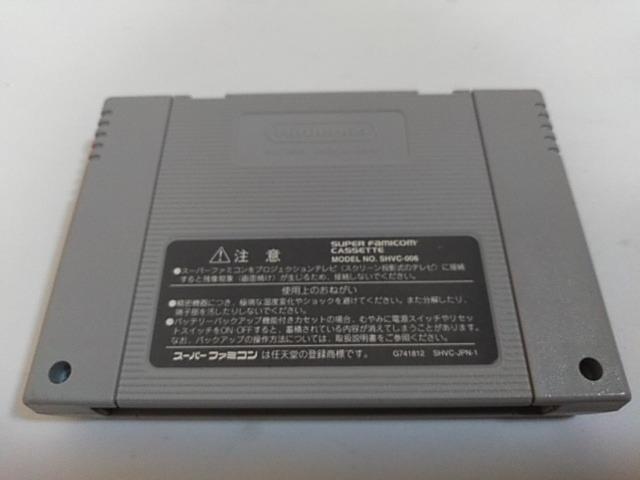 Nintendo
⚠注意
SUPER FAMICOM
CASSETTE
MODEL NO. SHVC-006
●スーパーファミコンをプロジェクションテレビ（スクリーン投影式のテレビ）に接続
すると残像現象（画面焼け）が生じるため、接続しないでください。
使用上のおねがい
●精密機器につき、極端な温度変化やショックを避けてください。また分解したり、
端子部を活したりしないでください。
●バッテリーバックアップ機能付きカセットの場合、むやみに電源スイッチやリセ
ットスイッチをON OFFすると、蓄積されている内容が消えてしまうことがあります。
なお、バックアップの操作方法については、取扱説明書をご参照ください。
スーパーファミコン は任天堂の登録商標です。
G741812 SHVC-JPN-1